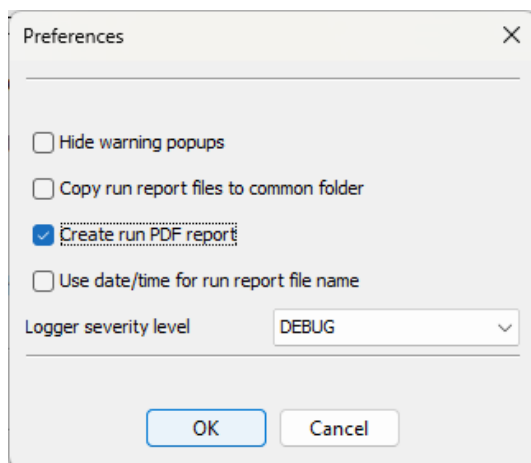 Preferences
Hide warning popups
Copy run report files to common folder
Create run PDF report
Use date/time for run report file name
Logger severity level DEBUG
OK Cancel